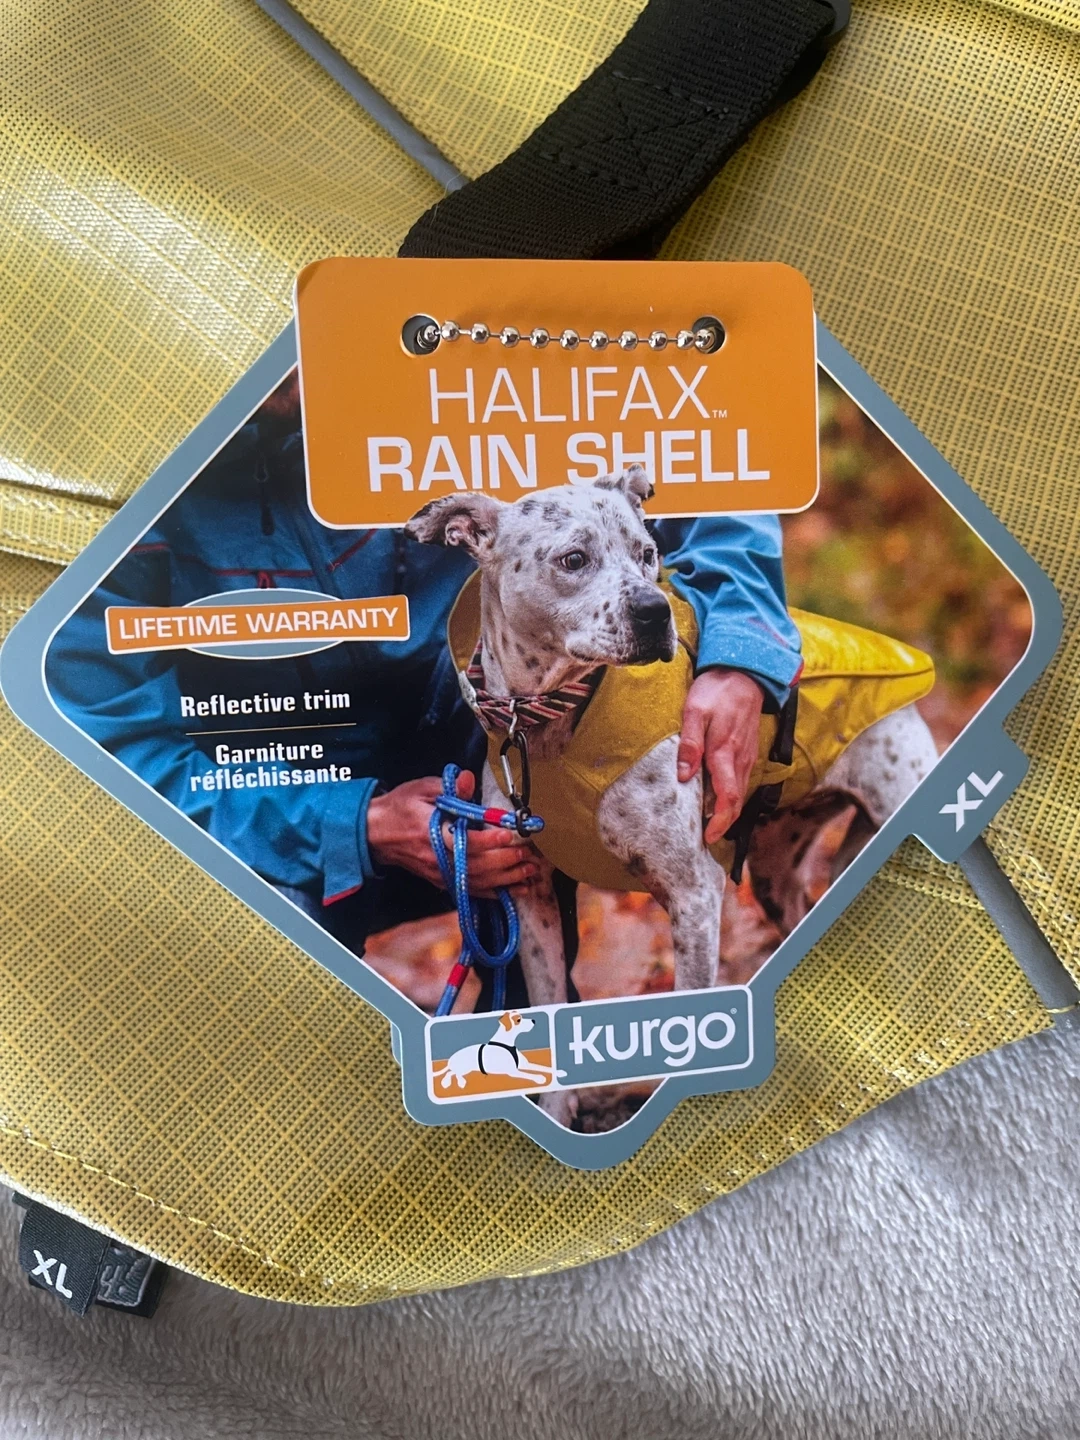 HALIFAX™
RAIN SHELL
LIFETIME WARRANTY
Reflective trim
Garniture
réfléchissante
XL
kurgo®
XL